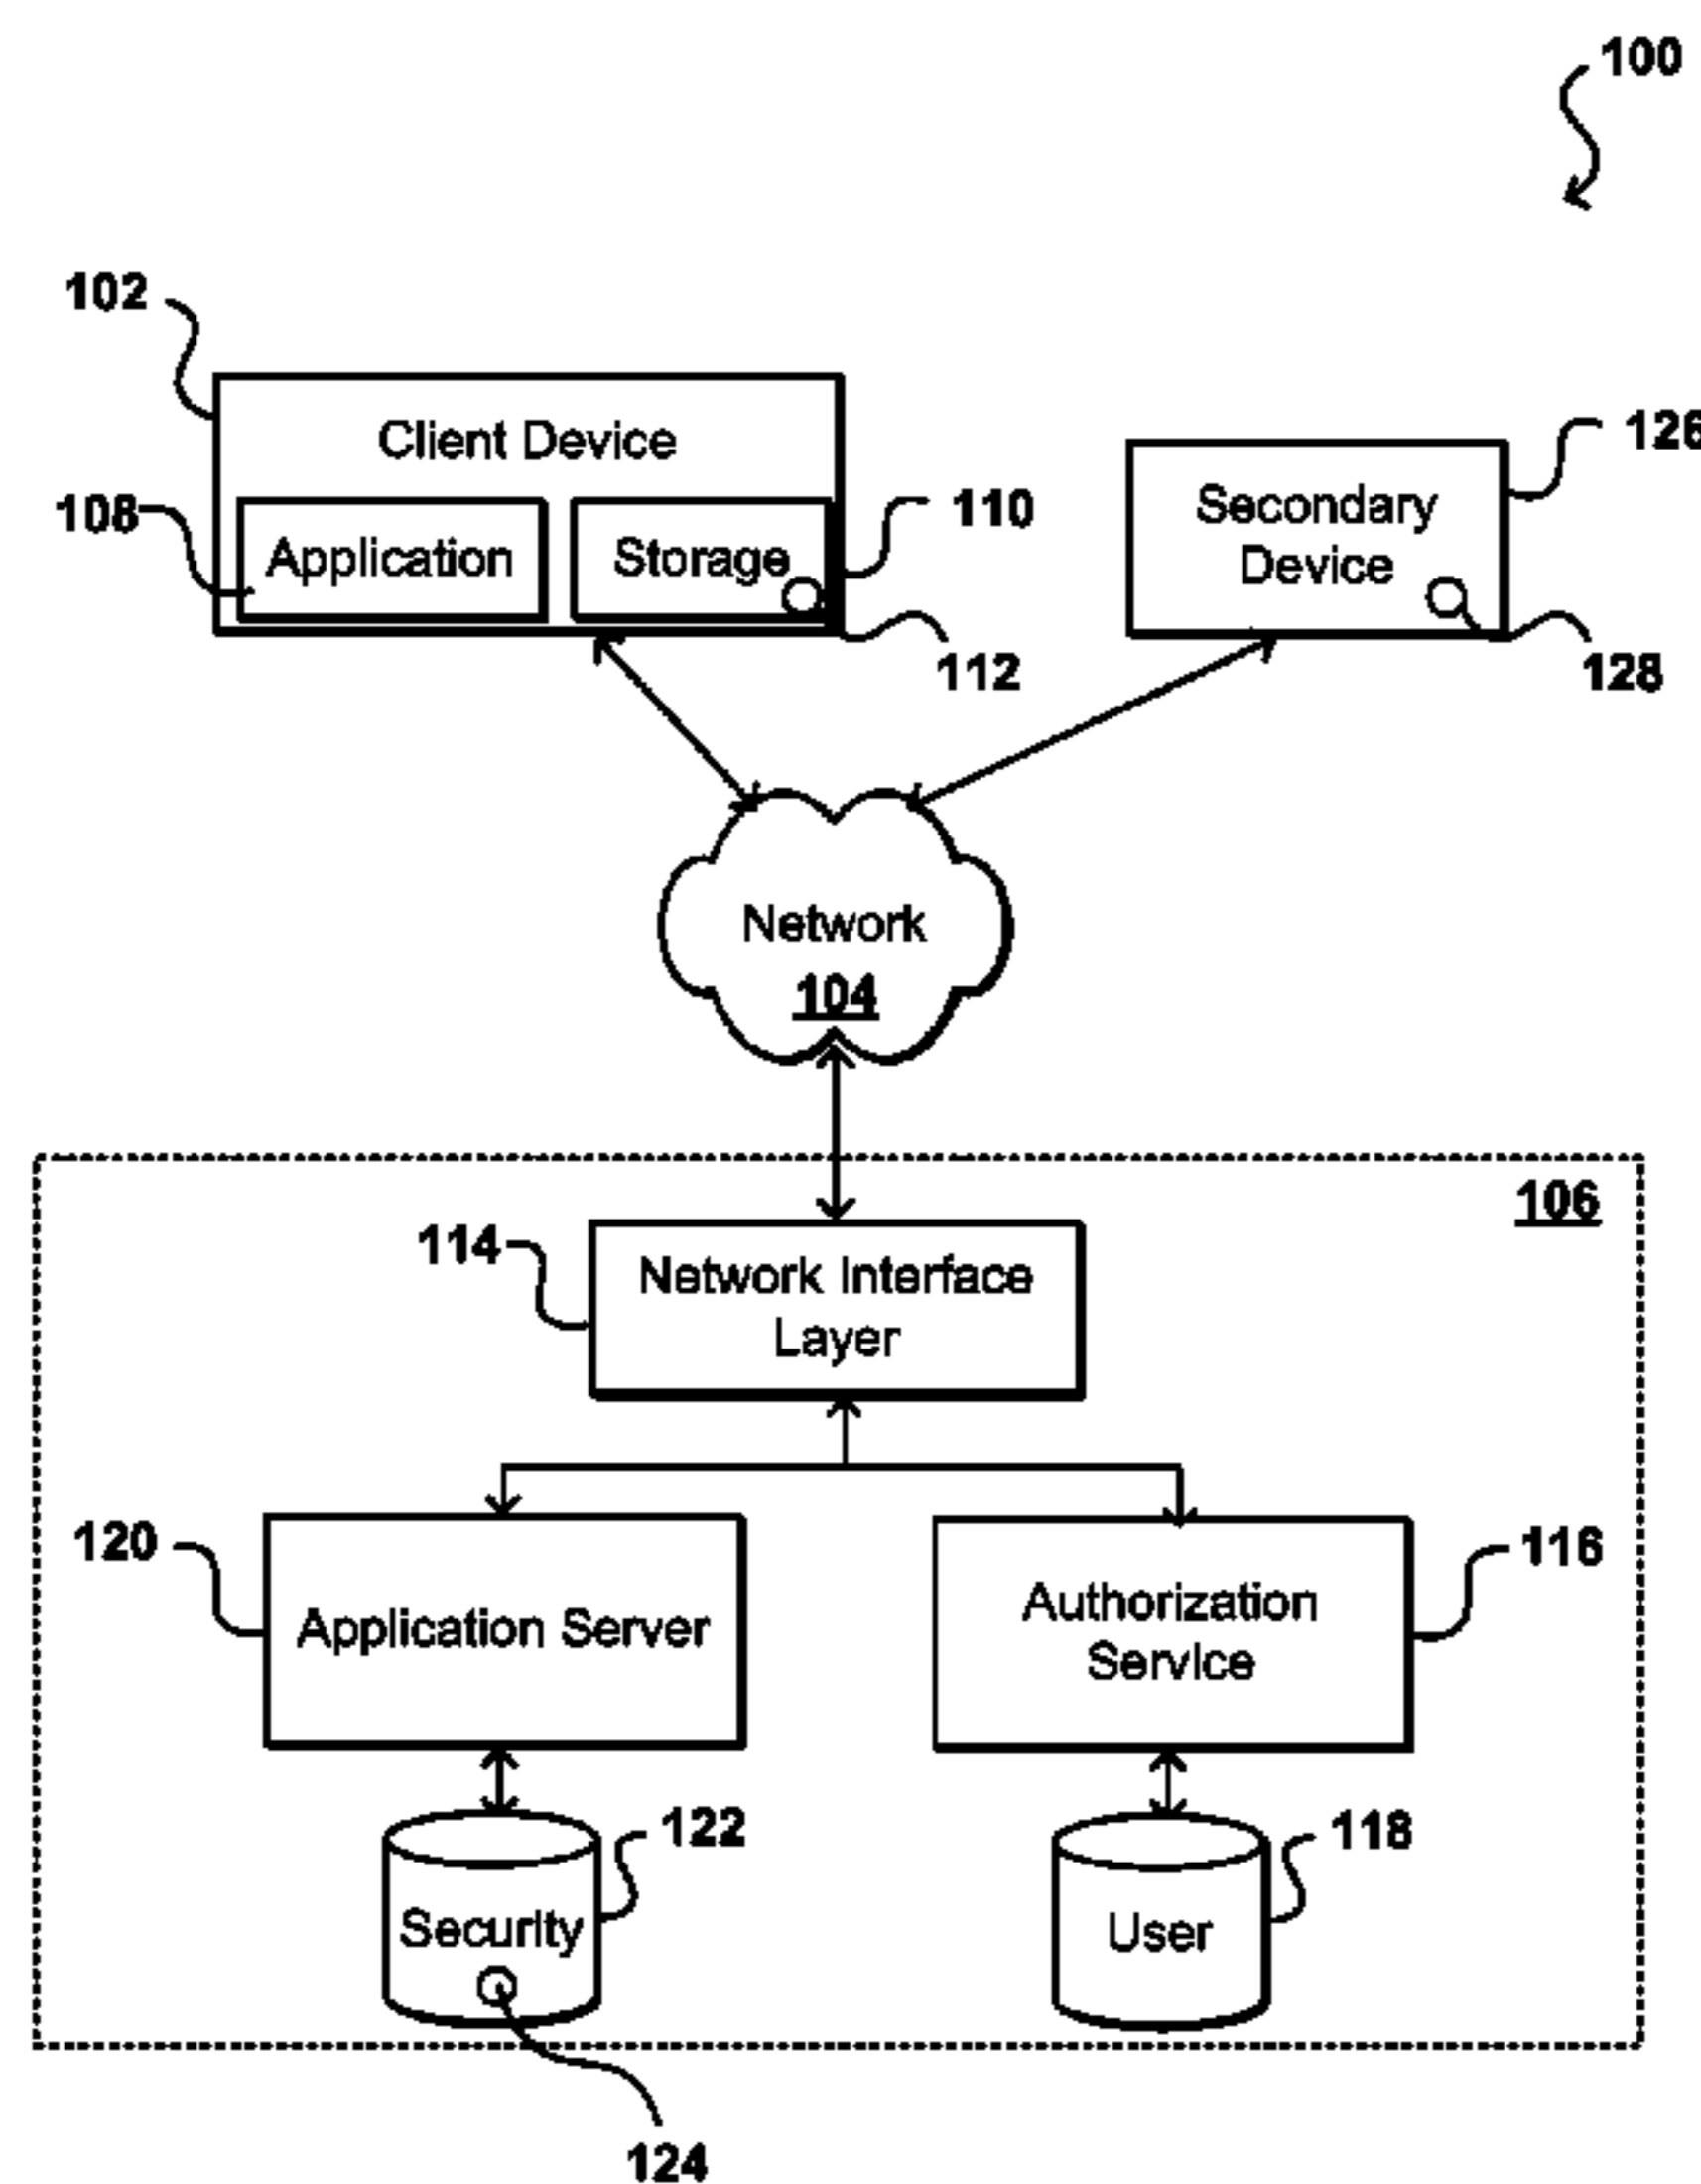 100
102
Client Device
126
108
Application
Storage
110
Secondary
Device
112
128
Network
104
106
114
Network Interface
Layer
120
Application Server
Authorization
Service
116
122
Security
118
User
124